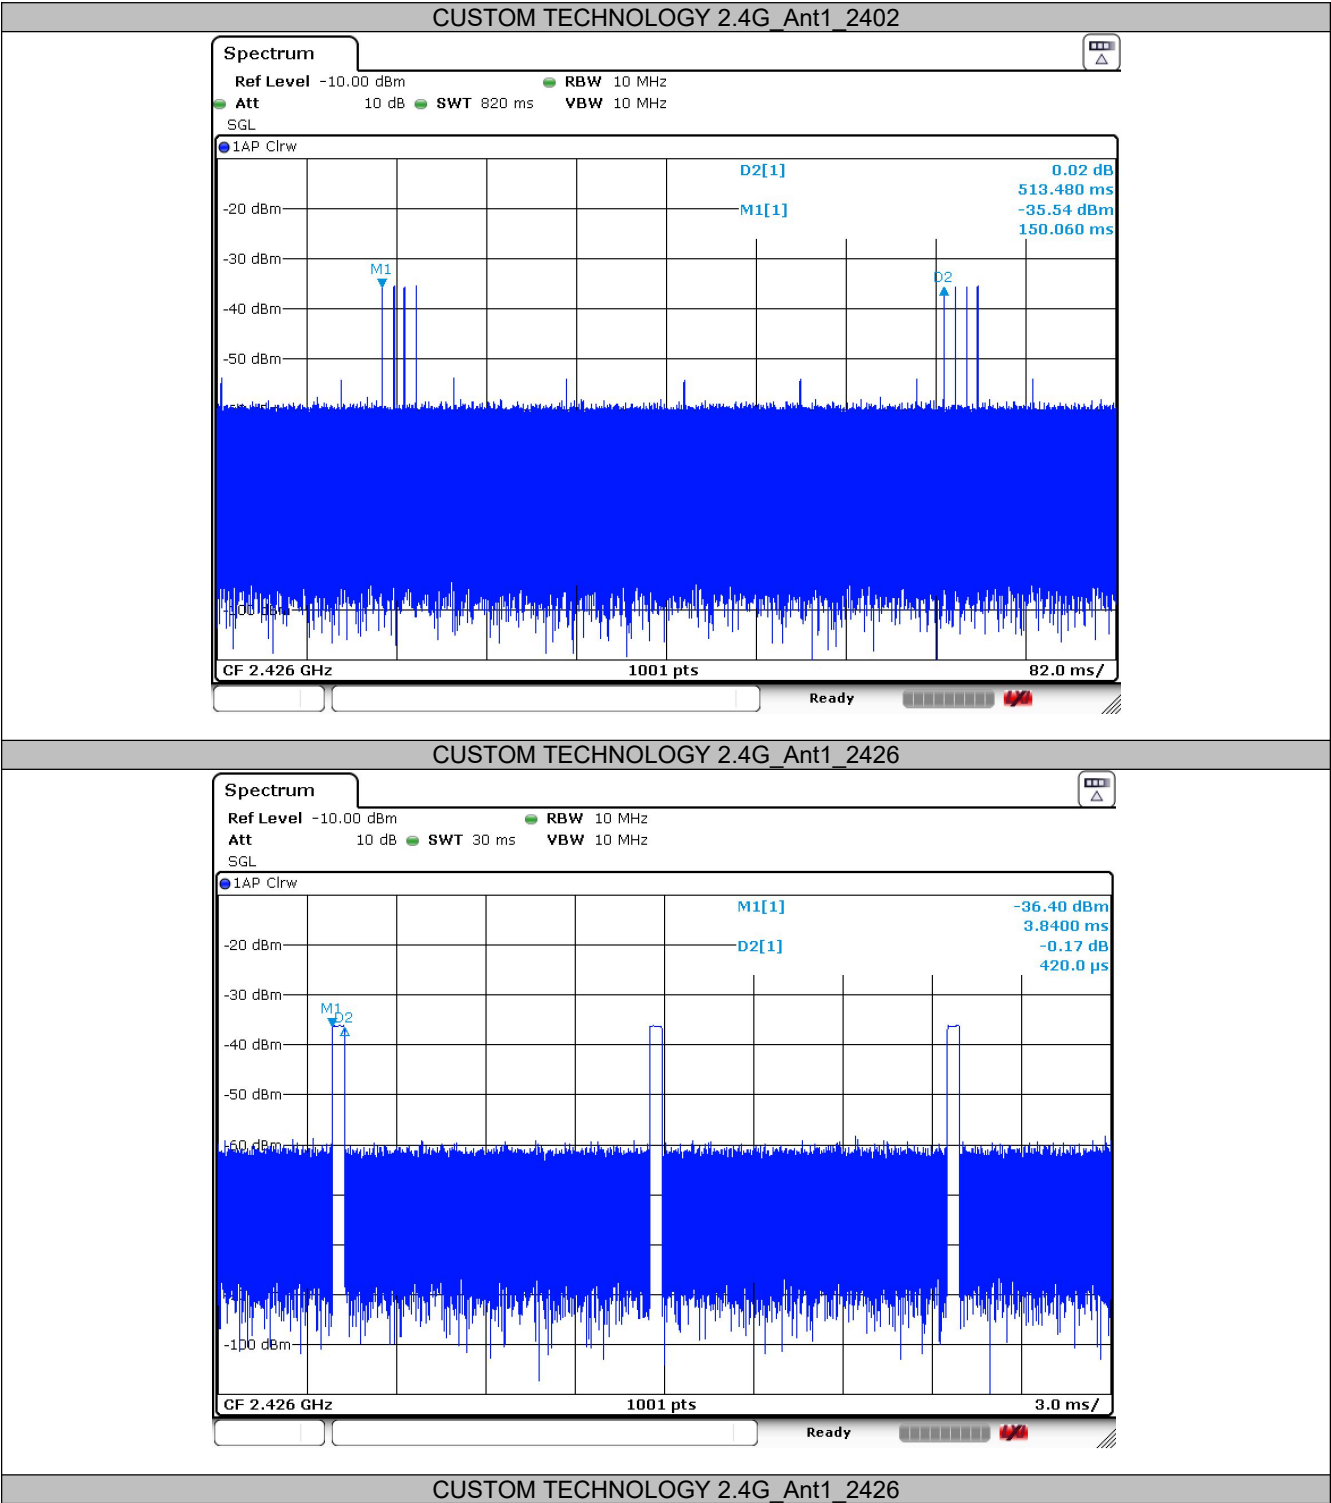 CUSTOM TECHNOLOGY 2.4G_Ant1_2402
Spectrum
Ref Level -10.00 dBm RBW 10 MHz
Att 10 dB SWT 820 ms VBW 10 MHz
SGL
1AP Clrw
D2[1] 0.02 dB
513.480 ms
-20 dBm M1[1] -35.54 dBm
150.060 ms
-30 dBm
M1
D2
-40 dBm
-50 dBm
CF 2.426 GHz 1001 pts 82.0 ms/
Ready
CUSTOM TECHNOLOGY 2.4G_Ant1_2426
Spectrum
Ref Level -10.00 dBm RBW 10 MHz
Att 10 dB SWT 30 ms VBW 10 MHz
SGL
1AP Clrw
M1[1] -36.40 dBm
3.8400 ms
-20 dBm D2[1] -0.17 dB
420.0 µs
-30 dBm
M1
D2
-40 dBm
-50 dBm
-60 dBm
-100 dBm
CF 2.426 GHz 1001 pts 3.0 ms/
Ready
CUSTOM TECHNOLOGY 2.4G_Ant1_2426